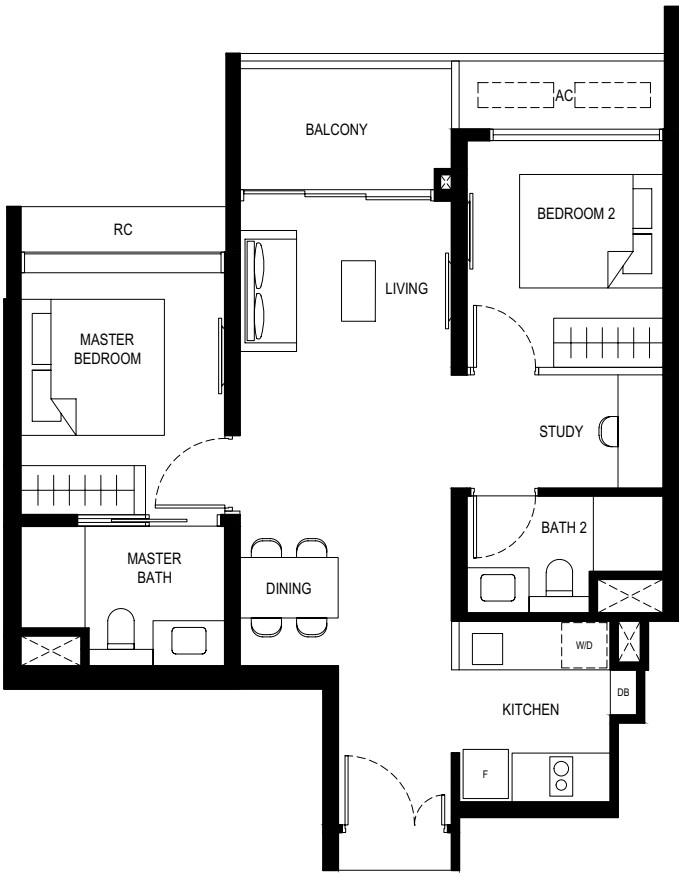 AC
BALCONY
BEDROOM 2
RC
LIVING
MASTER
BEDROOM
STUDY
BATH 2
MASTER
BATH
DINING
W/D
DB
KITCHEN
F